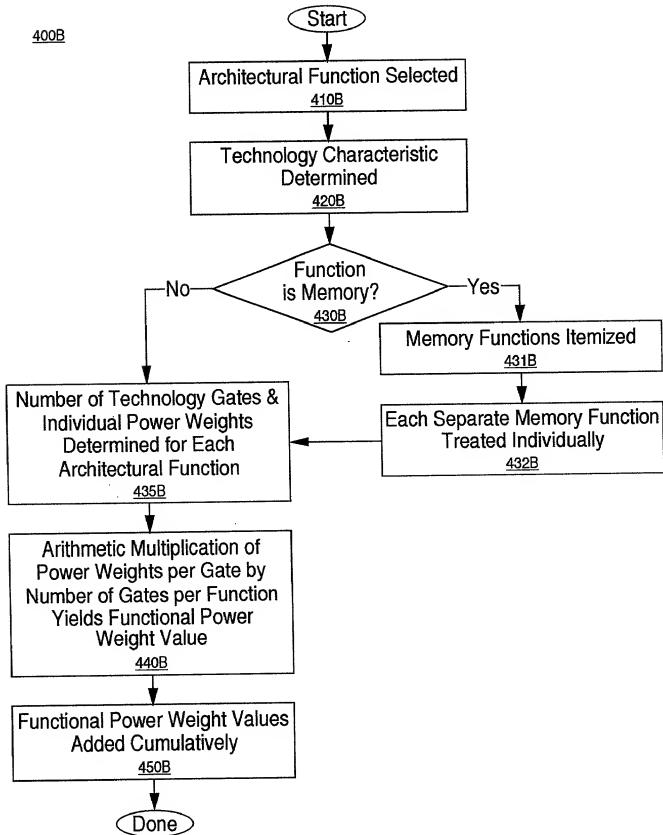 400B
Start
Architectural Function Selected
410B
Technology Characteristic
Determined
420B
Function
is Memory?
430B
No
Yes
Memory Functions Itemized
431B
Each Separate Memory Function
Treated Individually
432B
Number of Technology Gates &
Individual Power Weights
Determined for Each
Architectural Function
435B
Arithmetic Multiplication of
Power Weights per Gate by
Number of Gates per Function
Yields Functional Power
Weight Value
440B
Functional Power Weight Values
Added Cumulatively
450B
Done